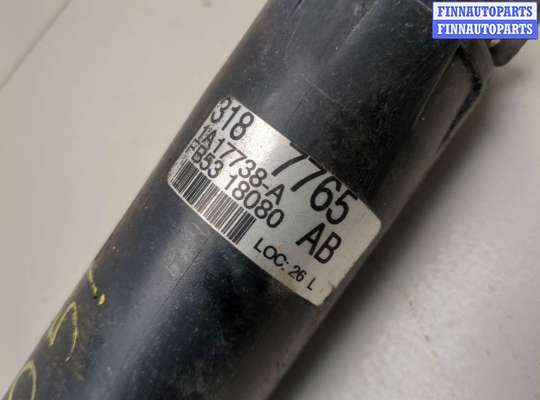 FINNAUTOPARTS
FINNAUTOPARTS
318 7765
1A17738-A
FB53 18080 AB
LOC: 26 L